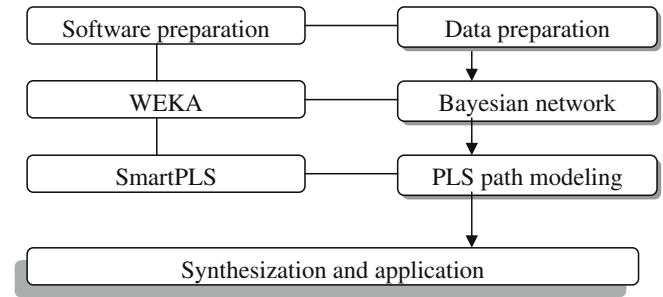 Software preparation
Data preparation
WEKA
Bayesian network
SmartPLS
PLS path modeling
Synthesization and application